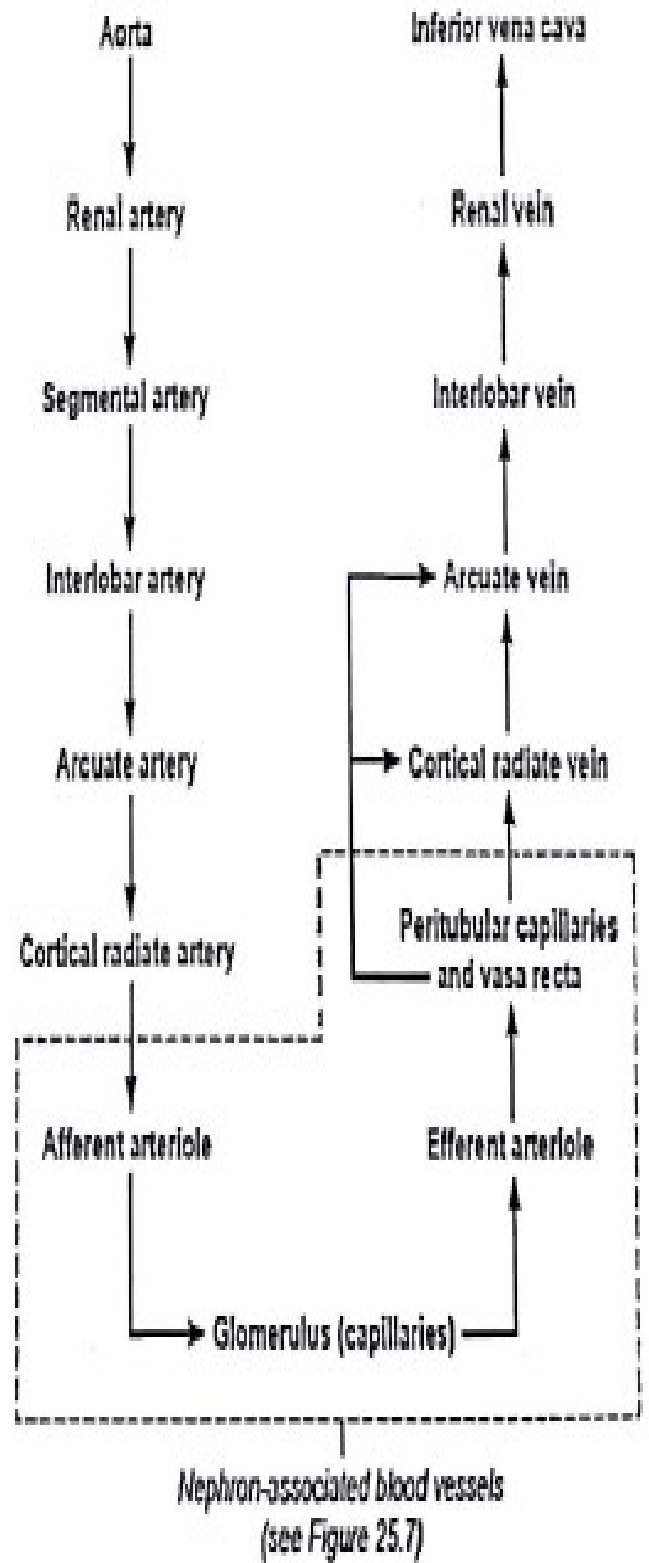 Aorta
Renal artery
Segmental artery
Interlobar artery
Arcuate artery
Cortical radiate artery
Afferent arteriole
Glomerulus (capillaries)
Efferent arteriole
Peritubular capillaries
and vasa recta
Cortical radiate vein
Arcuate vein
Interlobar vein
Renal vein
Inferior vena cava
Nephron-associated blood vessels
(see Figure 25.7)